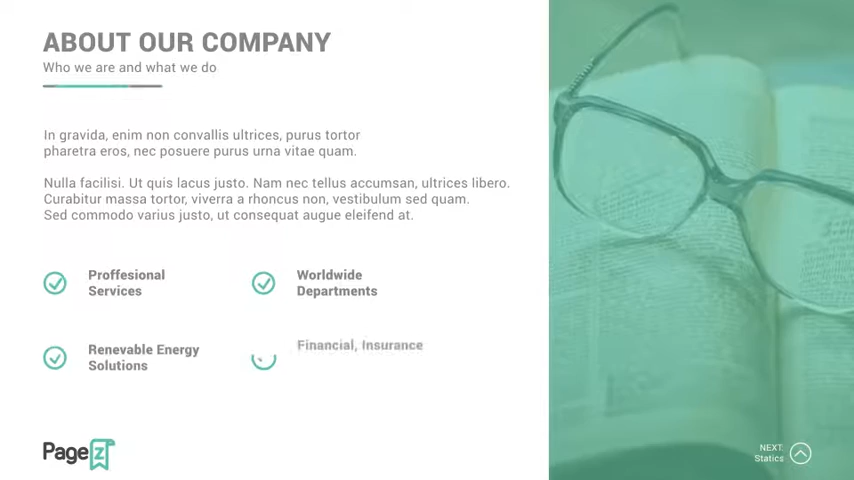 ABOUT OUR COMPANY
Who we are and what we do
In gravida, enim non convallis ultrices, purus tortor
pharetra eros, nec posuere purus urna vitae quam.
Nulla facilisi. Ut quis lacus justo. Nam nec tellus accumsan, ultrices libero.
Curabitur massa tortor, viverra a rhoncus non, vestibulum sed quam.
Sed commodo varius justo, ut consequat augue eleifend at.
Proffesional
Services
Worldwide
Departments
Renevable Energy
Solutions
Financial, Insurance
PageZ
NEXT:
Statics